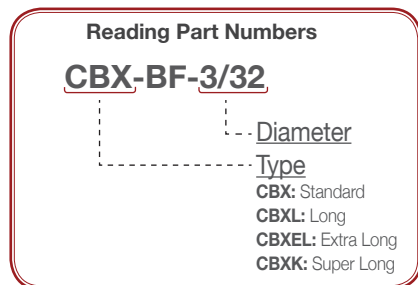 Reading Part Numbers
CBX-BF-3/32
Diameter
Type
CBX: Standard
CBXL: Long
CBXEL: Extra Long
CBXK: Super Long